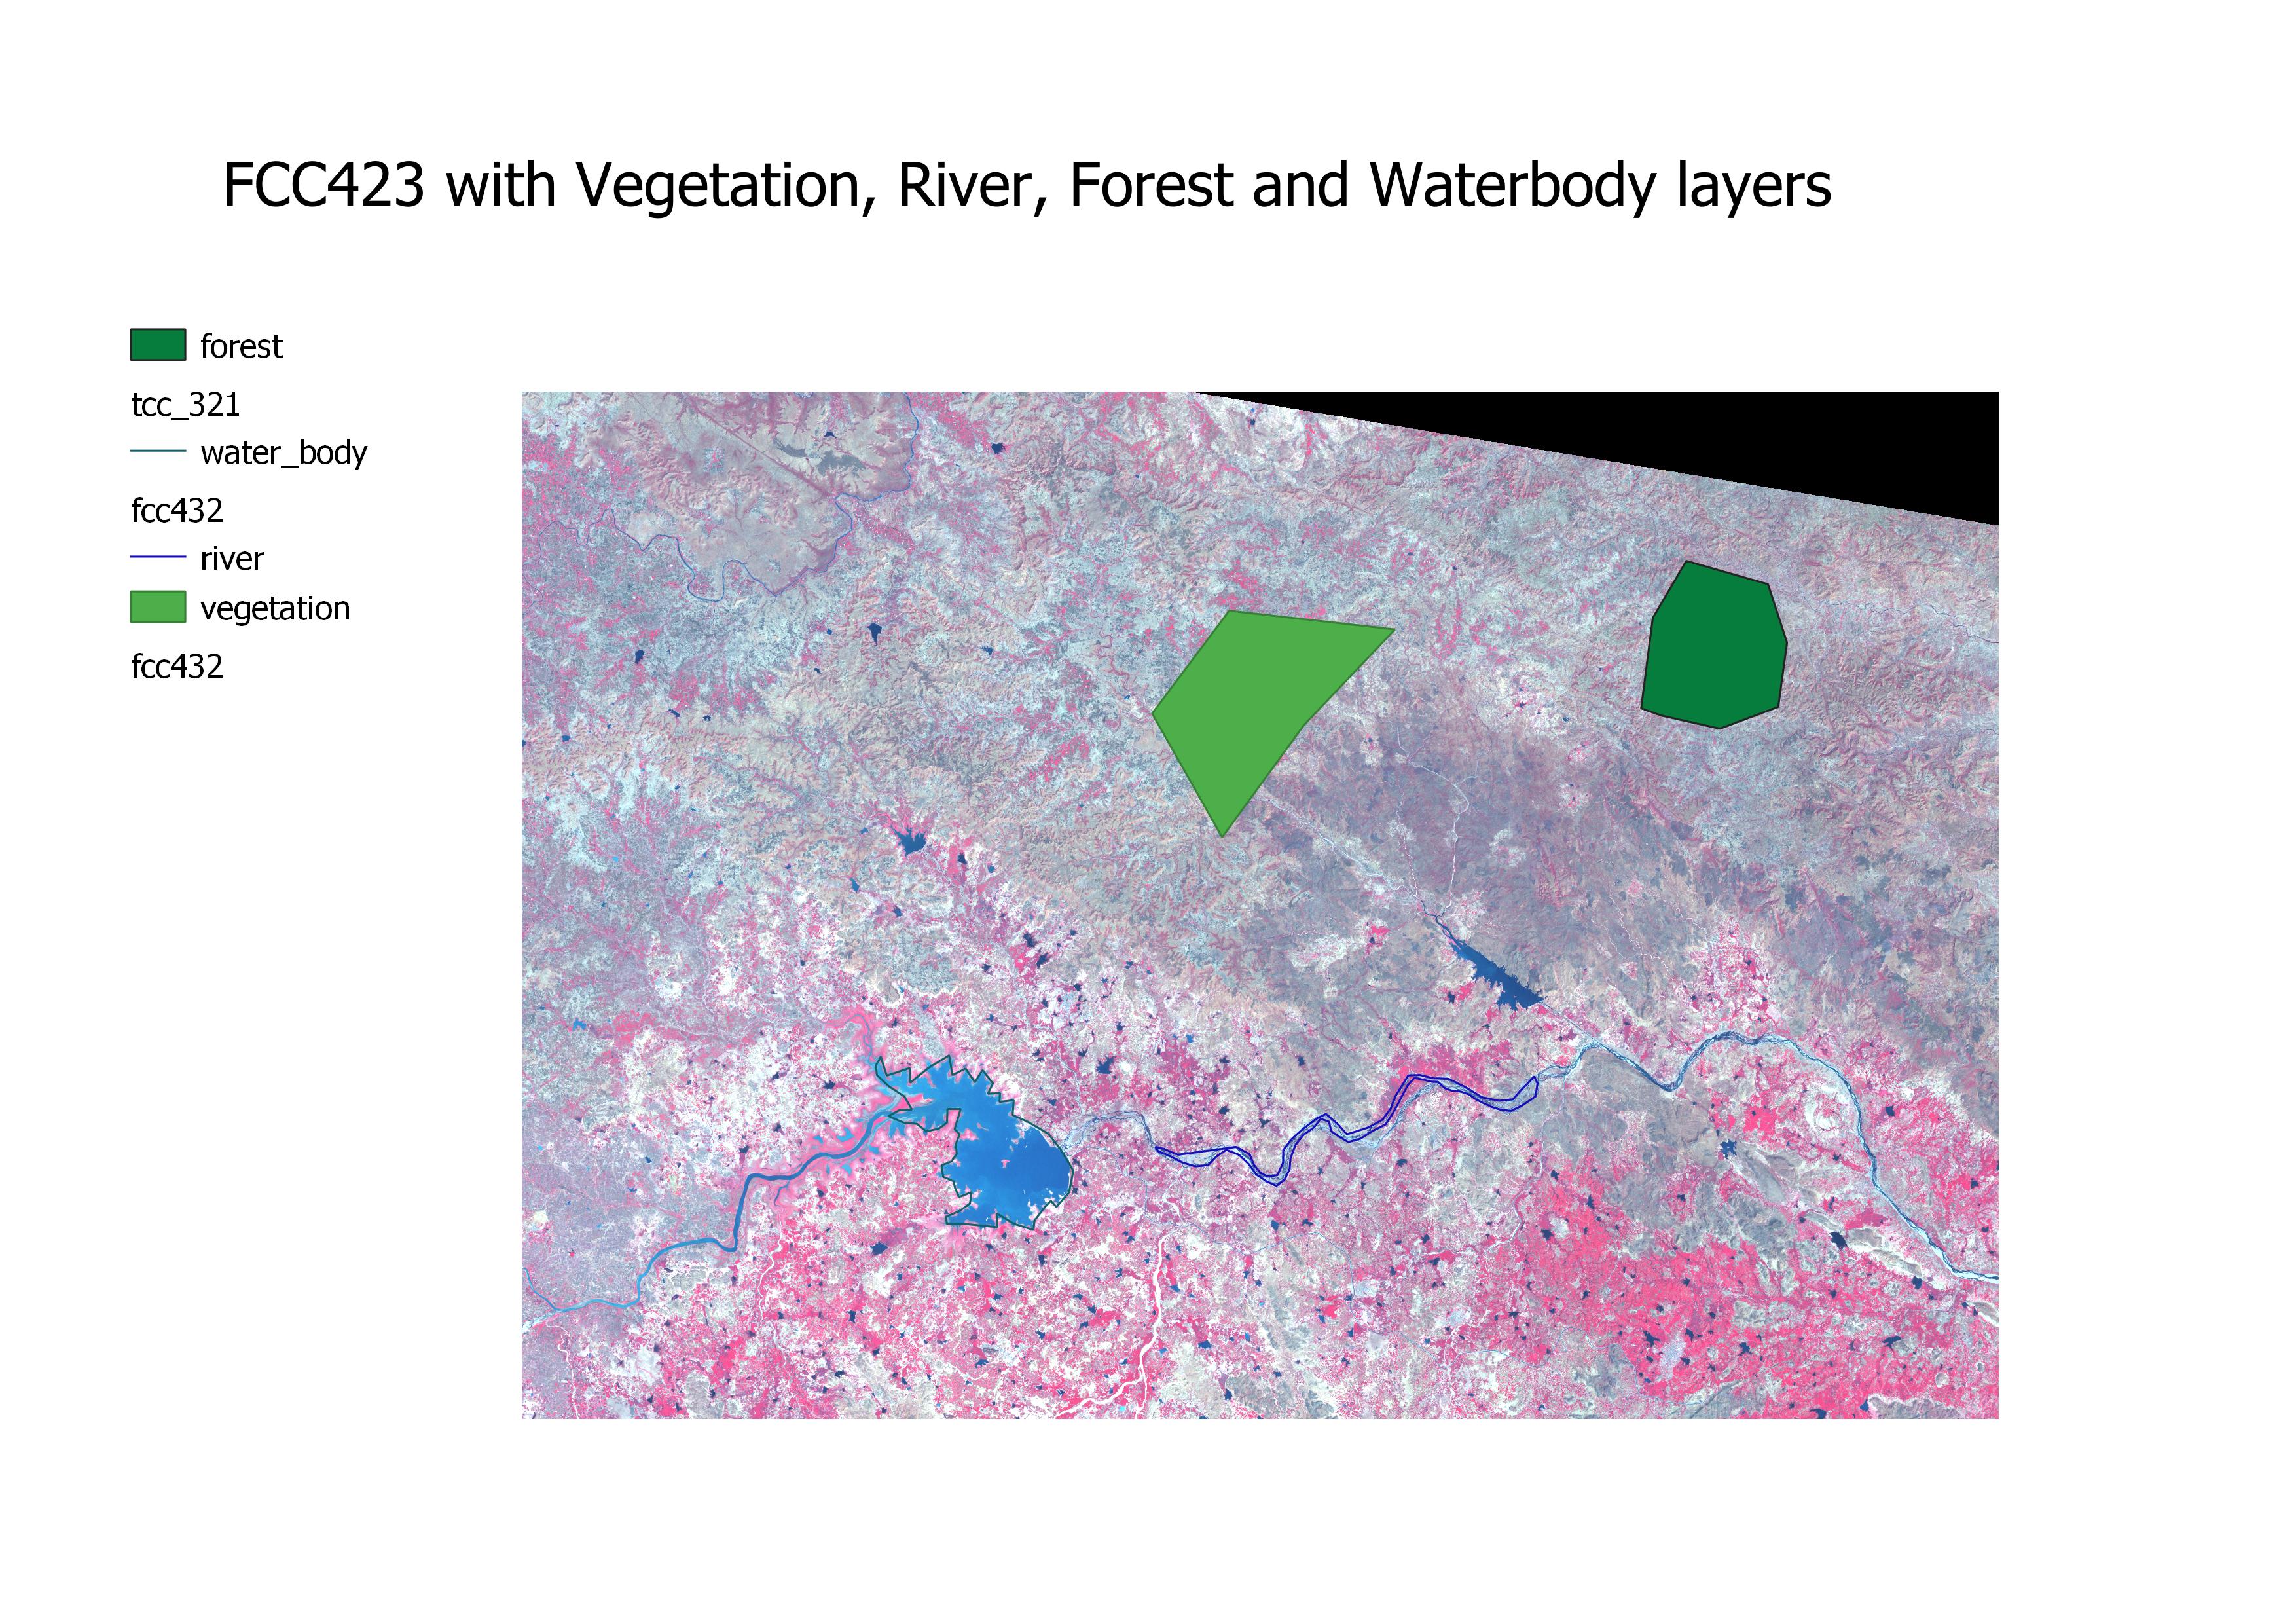 FCC423 with Vegetation, River, Forest and Waterbody layers
forest
tcc_321
water_body
fcc432
river
vegetation
fcc432